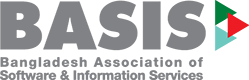 BASIS
Bangladesh Association of
Software & Information Services